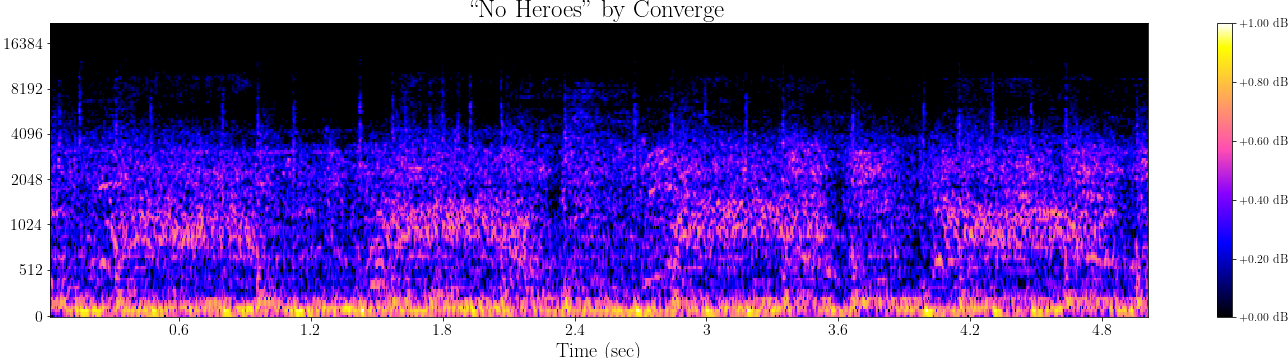 “No Heroes” by Converge
16384
8192
4096
2048
1024
512
0
0.6 1.2 1.8 2.4 3 3.6 4.2 4.8
Time (sec)
+1.00 dB
+0.80 dB
+0.60 dB
+0.40 dB
+0.20 dB
+0.00 dB